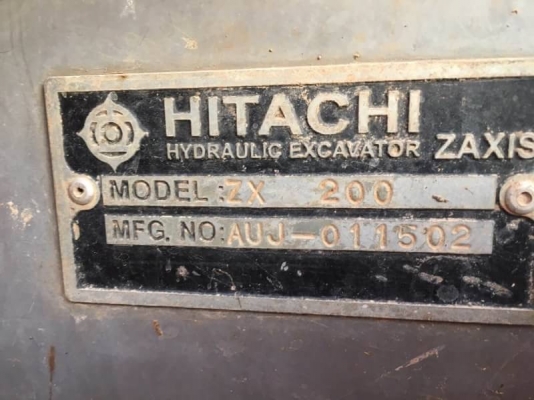 HITACHI
HYDRAULIC EXCAVATOR ZAXIS
MODEL: ZX 200
MFG. NO: AUJ-011502